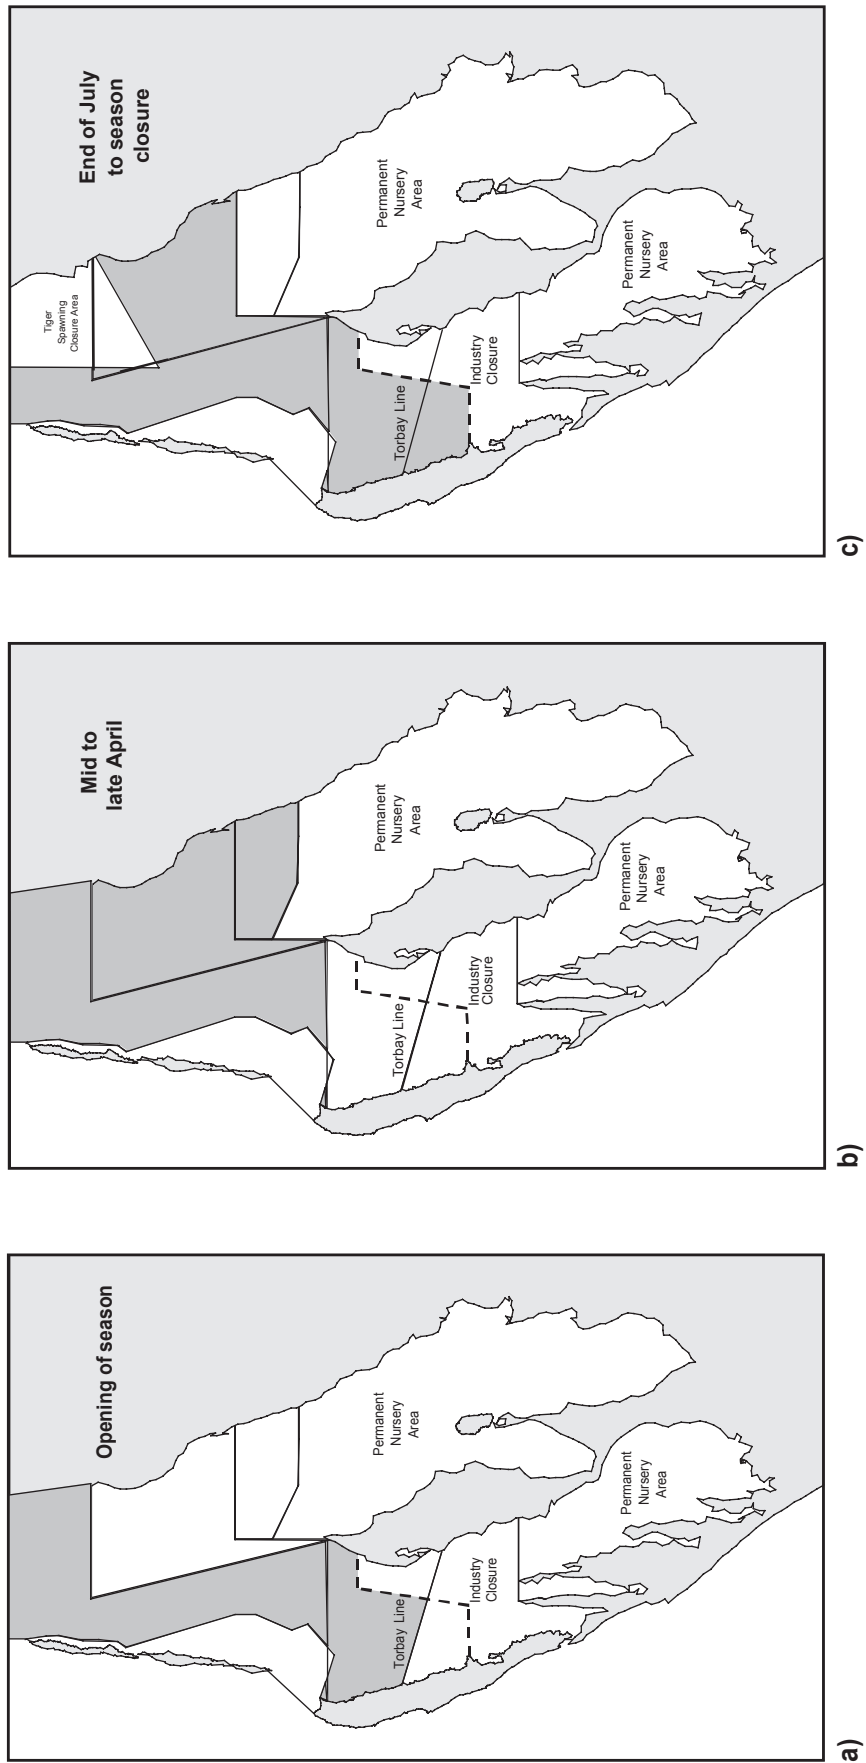 Opening of season
Permanent
Nursery
Area
Torbay Line
Industry
Closure
Permanent
Nursery
Area
a)
Mid to
late April
Permanent
Nursery
Area
Torbay Line
Industry
Closure
Permanent
Nursery
Area
b)
End of July
to season
closure
Tiger
Spawning
Closure Area
Permanent
Nursery
Area
Torbay Line
Industry
Closure
Permanent
Nursery
Area
c)